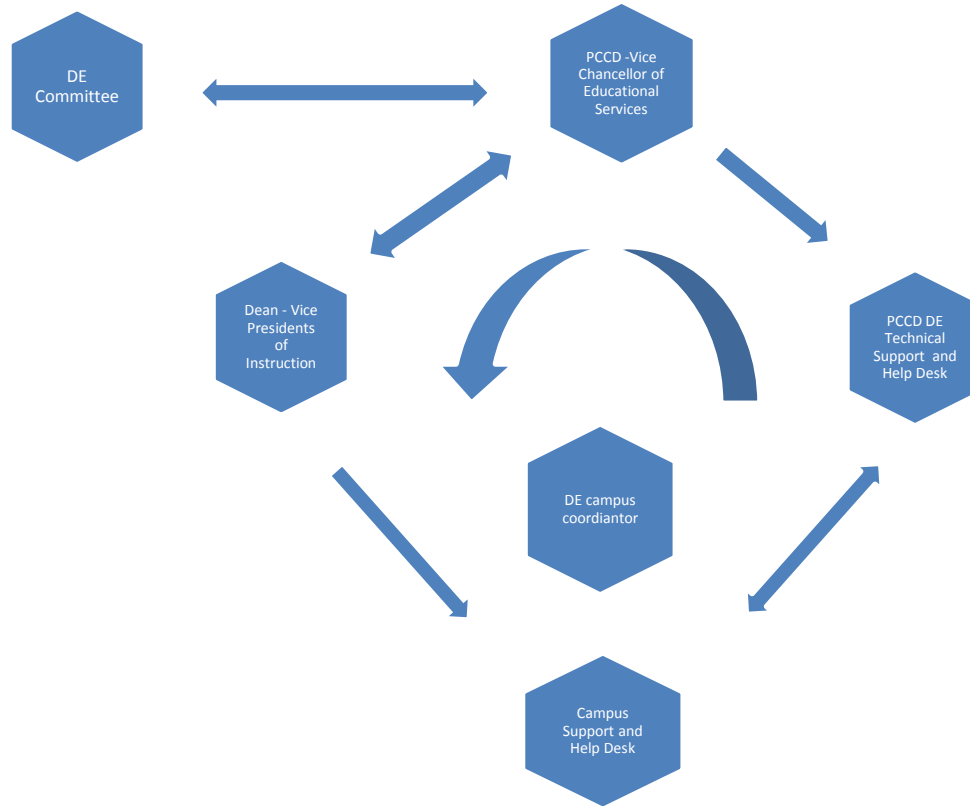 DE
Committee
PCCD -Vice
Chancellor of
Educational
Services
Dean - Vice
Presidents
of
Instruction
PCCD DE
Technical
Support and
Help Desk
DE campus
coordiantor
Campus
Support and
Help Desk